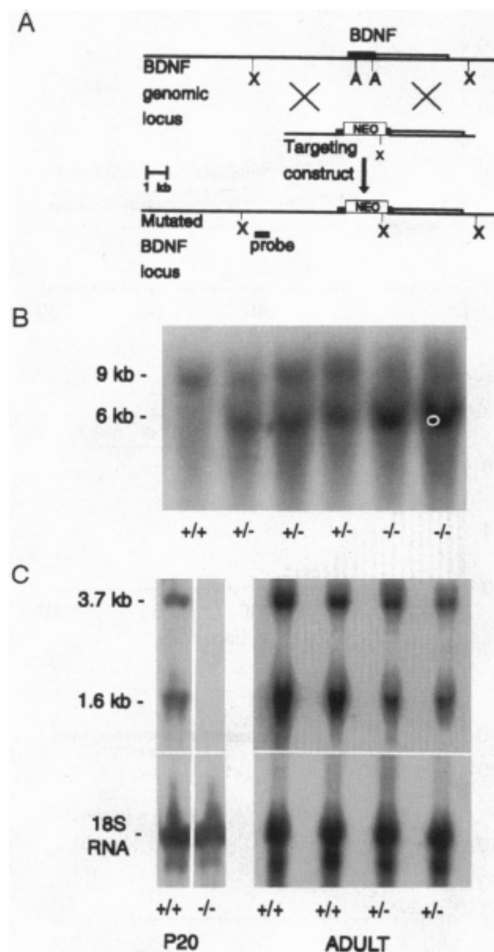 A
BDNF
BDNF
X A A X
genomic
locus
NEO
Targeting
X
construct
1 kb
NEO
Mutated
X X X
BDNF
probe
locus
B
9 kb -
6 kb -
+/+ +/- +/- +/- -/- -/-
C
3.7 kb -
1.6 kb -
18S -
RNA
+/+ -/- +/+ +/+ +/- +/-
P20 ADULT